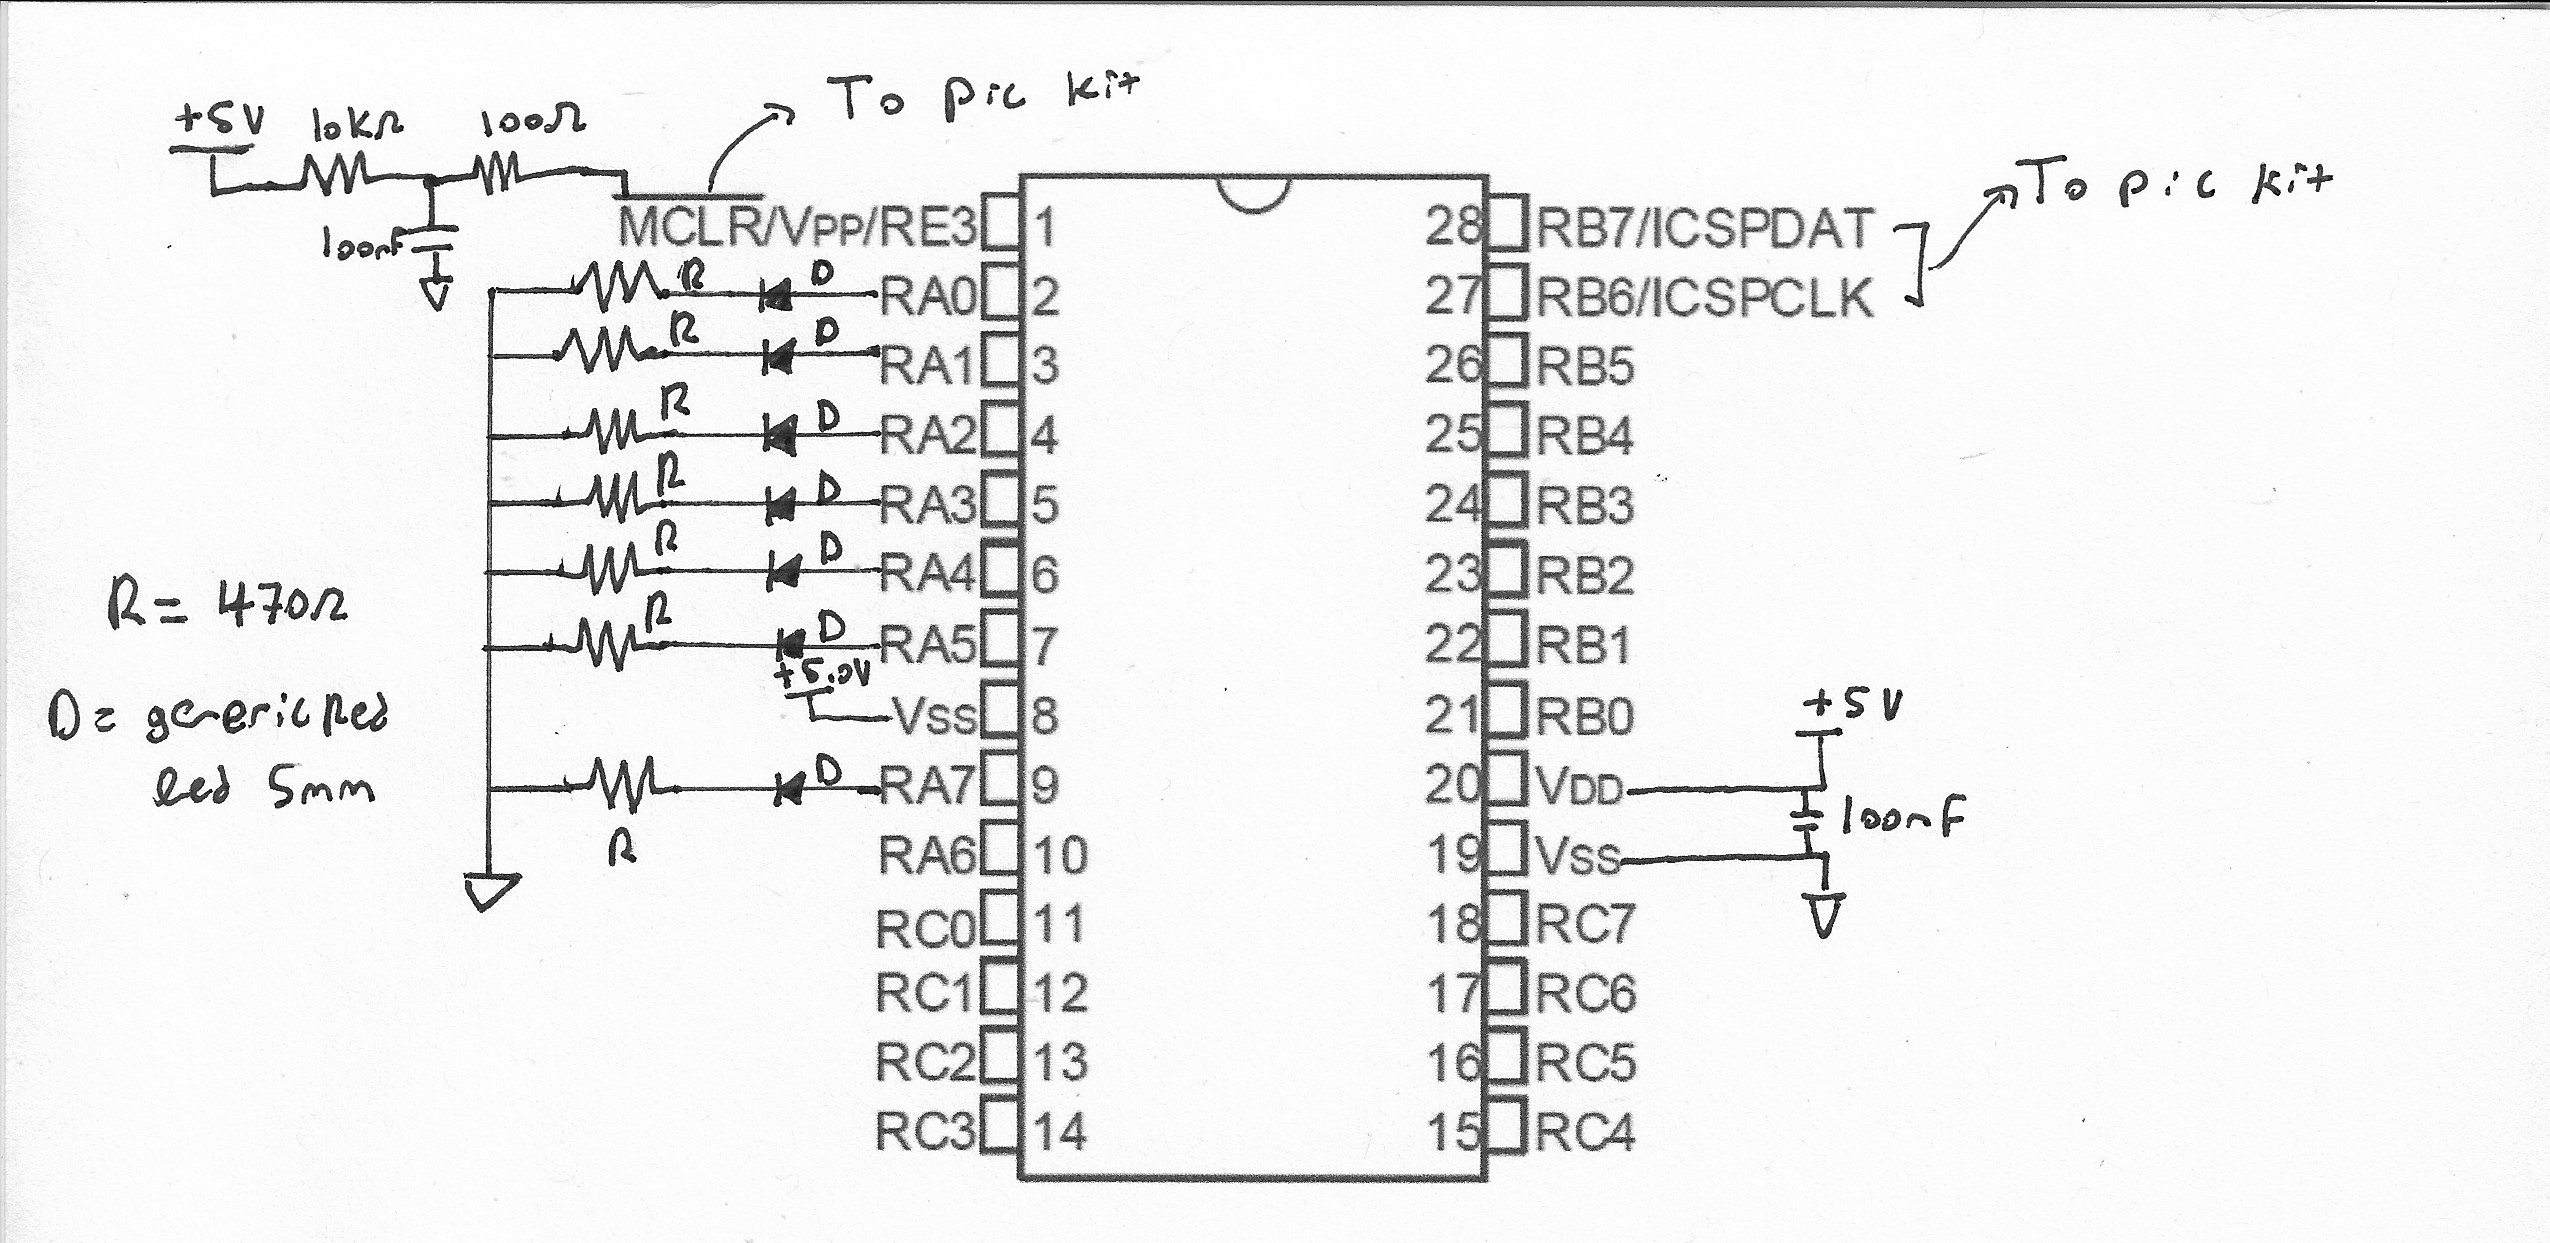 To pic kit
+5V 10KΩ 100Ω
To pic kit
MCLR/VPP/RE3 1 28 RB7/ICSPDAT
100nF
R D RA0 2 27 RB6/ICSPCLK
R D RA1 3 26 RB5
R D RA2 4 25 RB4
R D RA3 5 24 RB3
R D RA4 6 23 RB2
R = 470Ω
R D RA5 7 22 RB1
+5.0V
D= generic Red
led 5mm
VSS 8 21 RB0
+5V
D RA7 9 20 VDD
R
100nF
RA6 10 19 VSS
RC0 11 18 RC7
RC1 12 17 RC6
RC2 13 16 RC5
RC3 14 15 RC4